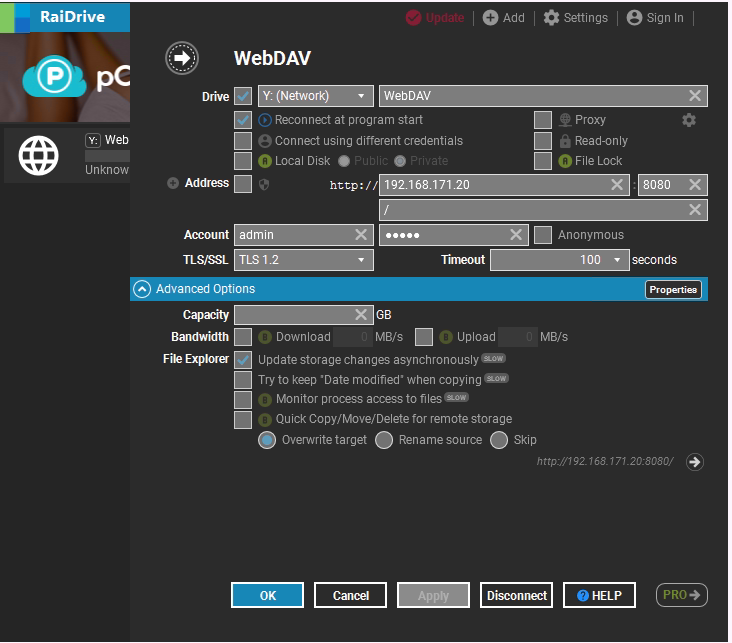 RaiDrive
Update Add Settings Sign In
P pC
WebDAV
Y: Web
Unknow
Drive Y: (Network) WebDAV
Reconnect at program start Proxy
Connect using different credentials Read-only
A Local Disk Public Private A File Lock
Address http:// 192.168.171.20 : 8080
/
Account admin ●●●●● Anonymous
TLS/SSL TLS 1.2 Timeout 100 seconds
Advanced Options Properties
Capacity GB
Bandwidth B Download 0 MB/s B Upload 0 MB/s
File Explorer Update storage changes asynchronously SLOW
Try to keep "Date modified" when copying SLOW
B Monitor process access to files SLOW
B Quick Copy/Move/Delete for remote storage
Overwrite target Rename source Skip
http://192.168.171.20:8080/
OK Cancel Apply Disconnect ? HELP PRO